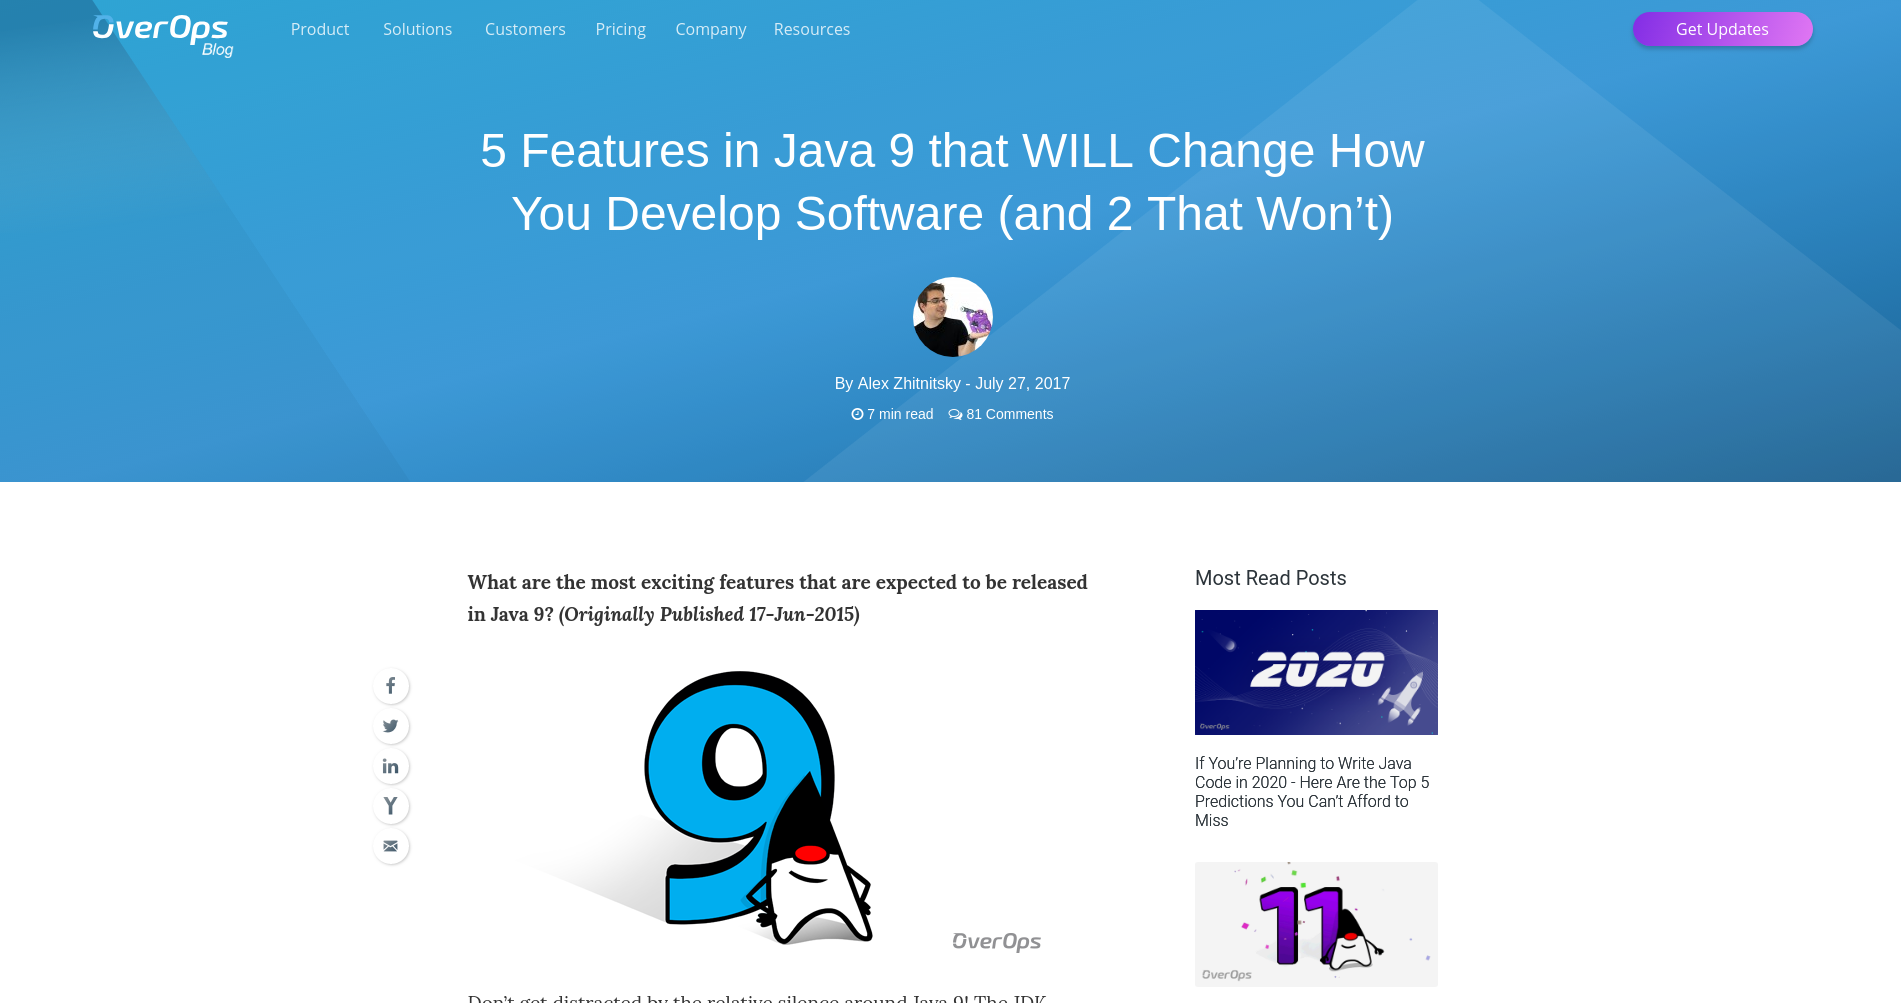 OverOps
Blog
Product Solutions Customers Pricing Company Resources
Get Updates
5 Features in Java 9 that WILL Change How
You Develop Software (and 2 That Won’t)
By Alex Zhitnitsky - July 27, 2017
7 min read 81 Comments
What are the most exciting features that are expected to be released
in Java 9? (Originally Published 17-Jun-2015)
9
OverOps
Don’t get distracted by the relative silence around Java 9! The JDK
Most Read Posts
2020
OverOps
If You’re Planning to Write Java
Code in 2020 - Here Are the Top 5
Predictions You Can’t Afford to
Miss
11
OverOps